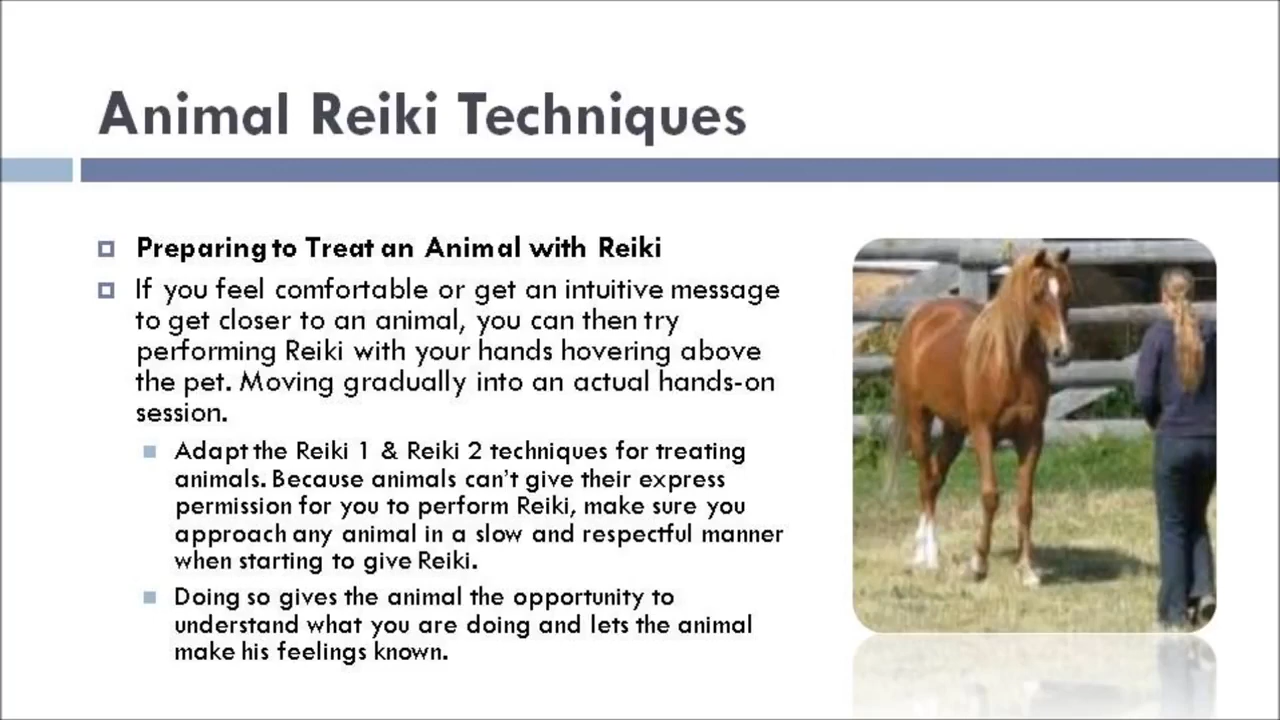 Animal Reiki Techniques
Preparing to Treat an Animal with Reiki
If you feel comfortable or get an intuitive message
to get closer to an animal, you can then try
performing Reiki with your hands hovering above
the pet. Moving gradually into an actual hands-on
session.
Adapt the Reiki 1 & Reiki 2 techniques for treating
animals. Because animals can't give their express
permission for you to perform Reiki, make sure you
approach any animal in a slow and respectful manner
when starting to give Reiki.
Doing so gives the animal the opportunity to
understand what you are doing and lets the animal
make his feelings known.